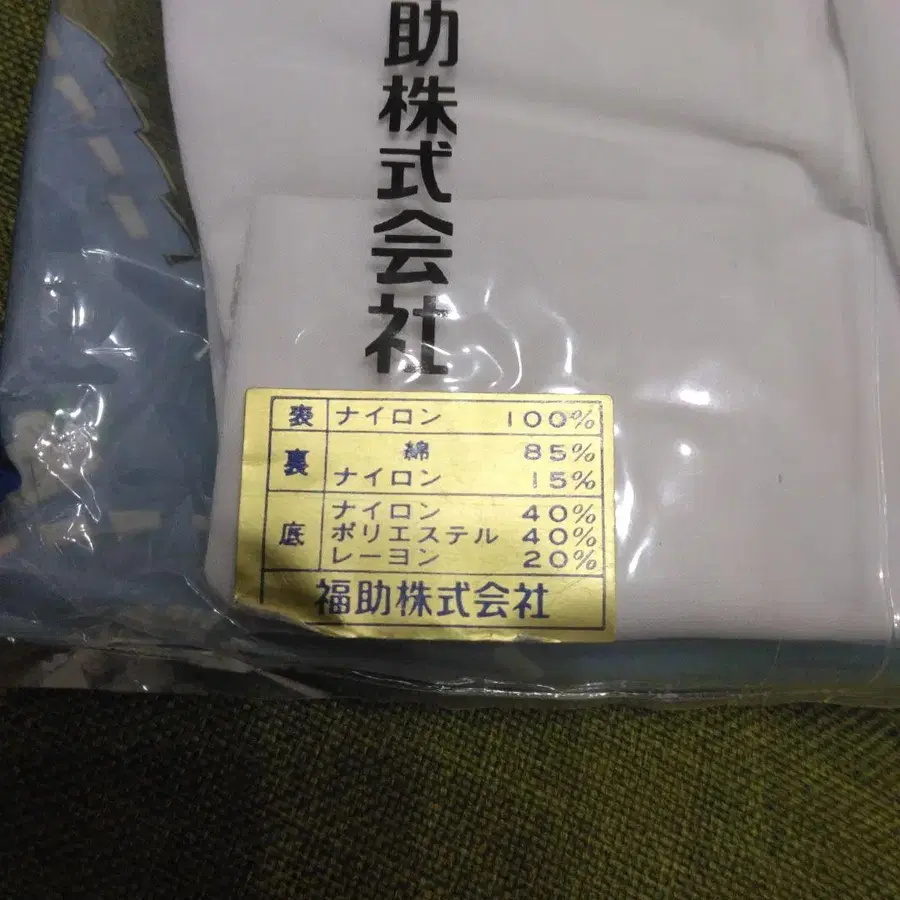 助株式会社
表 ナイロン 100%
裏 綿 85%
ナイロン 15%
底 ナイロン 40%
ポリエステル 40%
レーヨン 20%
福助株式会社